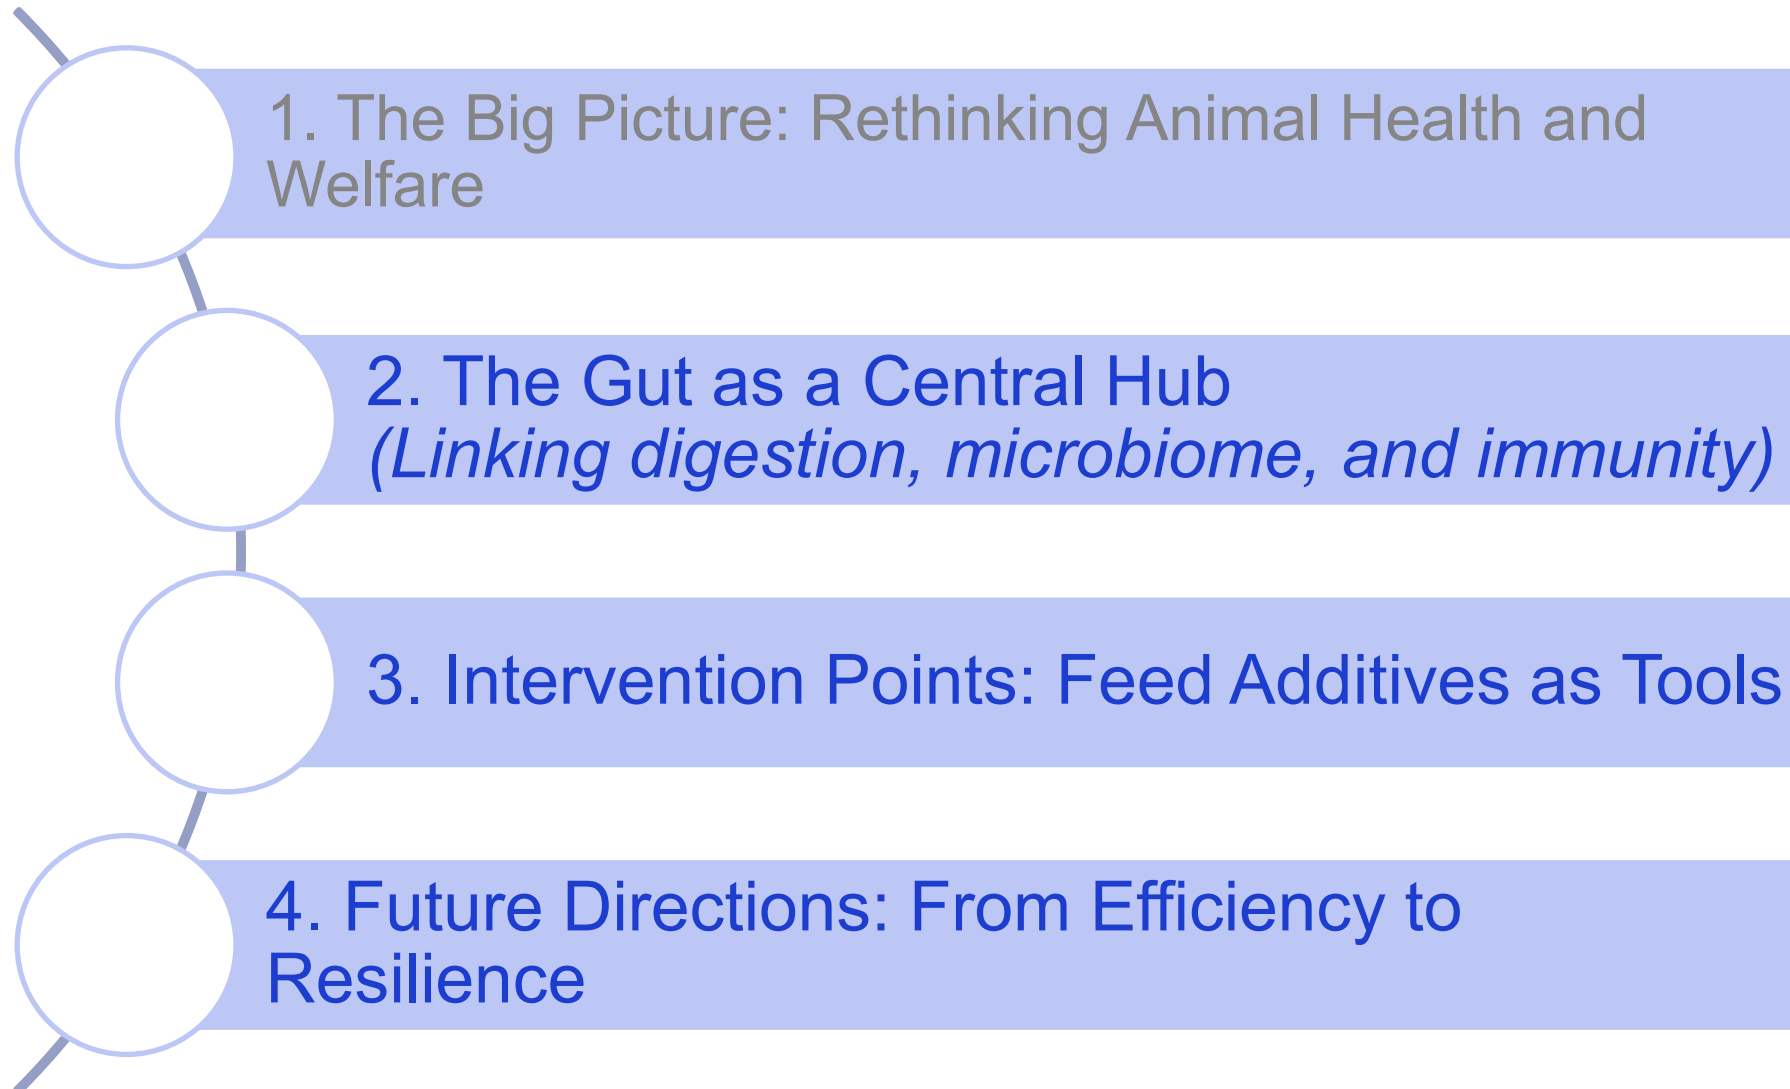 1. The Big Picture: Rethinking Animal Health and
Welfare
2. The Gut as a Central Hub
(Linking digestion, microbiome, and immunity)
3. Intervention Points: Feed Additives as Tools
4. Future Directions: From Efficiency to
Resilience